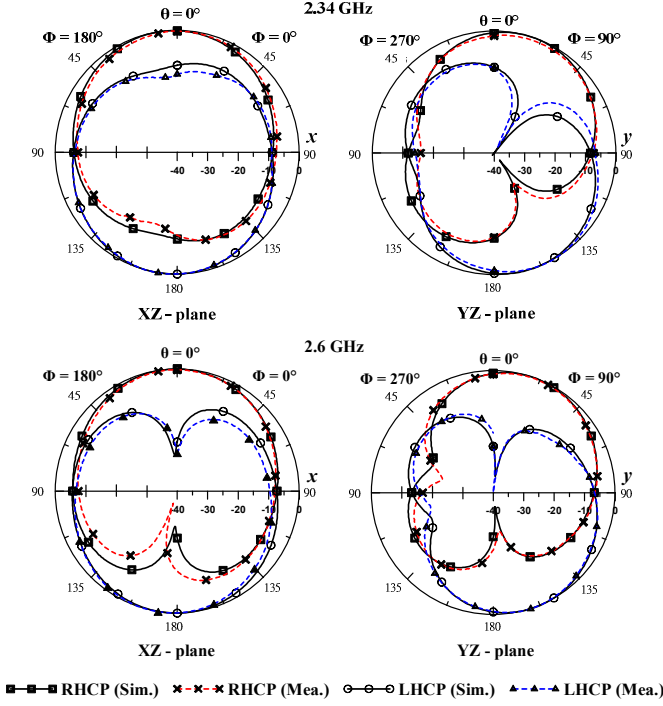 2.34 GHz
θ = 0°
Φ = 180°
Φ = 0°
45
45
x
90
-40 -30 -20 -10 0
90
135
135
180
XZ - plane
θ = 0°
Φ = 270°
Φ = 90°
45
45
y
90
-40 -30 -20 -10 0
90
135
135
180
YZ - plane
2.6 GHz
θ = 0°
Φ = 180°
Φ = 0°
45
45
x
90
-40 -30 -20 -10 0
90
135
135
180
XZ - plane
θ = 0°
Φ = 270°
Φ = 90°
45
45
y
90
-40 -30 -20 -10 0
90
135
135
180
YZ - plane
RHCP (Sim.) RHCP (Mea.) LHCP (Sim.) LHCP (Mea.)